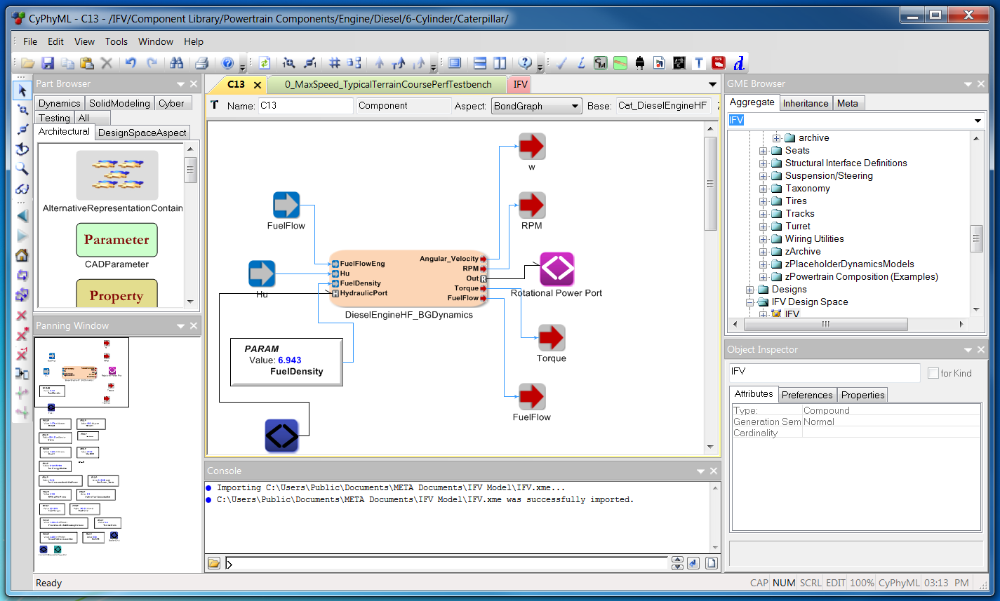 CyPhyML - C13 - /IFV/Component Library/Powertrain Components/Engine/Diesel/6-Cylinder/Caterpillar/
File Edit View Tools Window Help
Part Browser
Dynamics SolidModeling Cyber
Testing All
Architectural DesignSpaceAspect
AlternativeRepresentationContain
Parameter
CADParameter
Property
Panning Window
C13 0_MaxSpeed_TypicalTerrainCoursePerfTestbench IFV
T Name: C13 Component Aspect: BondGraph Base: Cat_DieselEngineHF
w
FuelFlow
RPM
Hu
FuelFlowEng
Hu
FuelDensity
HydraulicPort
Angular_Velocity
RPM
Out
Torque
FuelFlow
DieselEngineHF_BGDynamics
Rotational Power Port
PARAM
Value: 6.943
FuelDensity
Torque
FuelFlow
Console
Importing C:\Users\Public\Documents\META Documents\IFV Model\IFV.xme...
C:\Users\Public\Documents\META Documents\IFV Model\IFV.xme was successfully imported.
>
GME Browser
Aggregate Inheritance Meta
IFV
archive
Seats
Structural Interface Definitions
Suspension/Steering
Taxonomy
Tires
Tracks
Turret
Wiring Utilities
zArchive
zPlaceholderDynamicsModels
zPowertrain Composition (Examples)
Designs
IFV Design Space
IFV
Object Inspector
IFV for Kind
Attributes Preferences Properties
Type: Compound
Generation Sem Normal
Cardinality
Ready CAP NUM SCRL EDIT 100% CyPhyML 03:13 PM